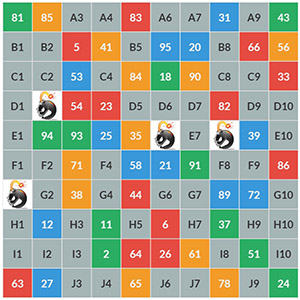 81 85 A3 A4 83 A6 A7 31 A9 43
B1 B2 5 41 B5 95 20 B8 66 56
C1 C2 53 C4 84 18 90 C8 C9 33
D1 54 23 D5 D6 D7 82 D9 D10
E1 94 93 25 35 E7 39 E10
F1 F2 71 F4 58 21 91 F8 F9 86
G2 38 G4 44 G6 G7 89 72 G10
H1 12 H3 11 H5 6 H7 37 H9 H10
I1 I2 I3 2 64 26 61 I8 51 I10
63 27 J3 J4 65 J6 J7 78 J9 24